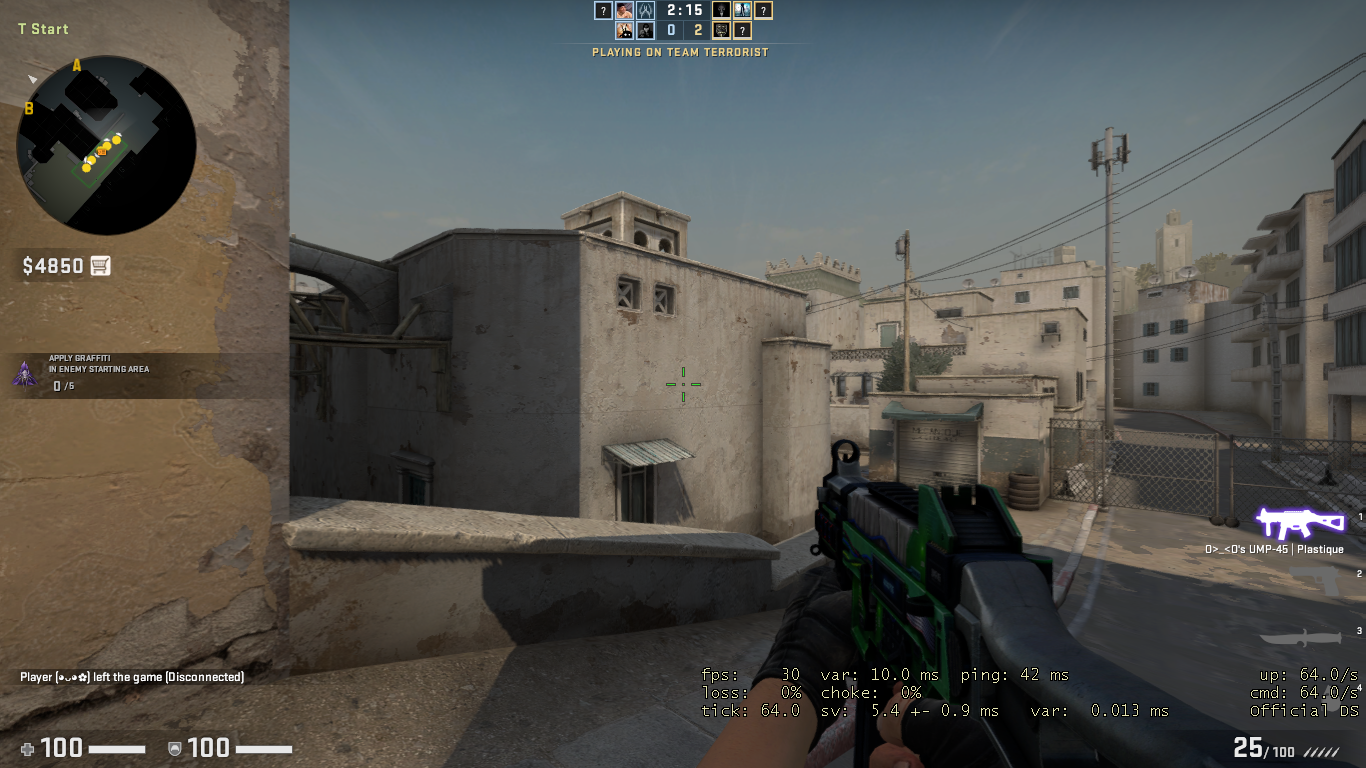 T Start
? 2:15 ?
0 2 ?
PLAYING ON TEAM TERRORIST
A
B
$4850
APPLY GRAFFITI
IN ENEMY STARTING AREA
0 /5
1
O>_<O's UMP-45 | Plastique
2
3
4
Player [◕◡◕✿] left the game (Disconnected)
fps: 30 var: 10.0 ms ping: 42 ms up: 64.0/s
loss: 0% choke: 0% cmd: 64.0/s
tick: 64.0 sv: 5.4 +- 0.9 ms var: 0.013 ms Official DS
100 100 25/ 100